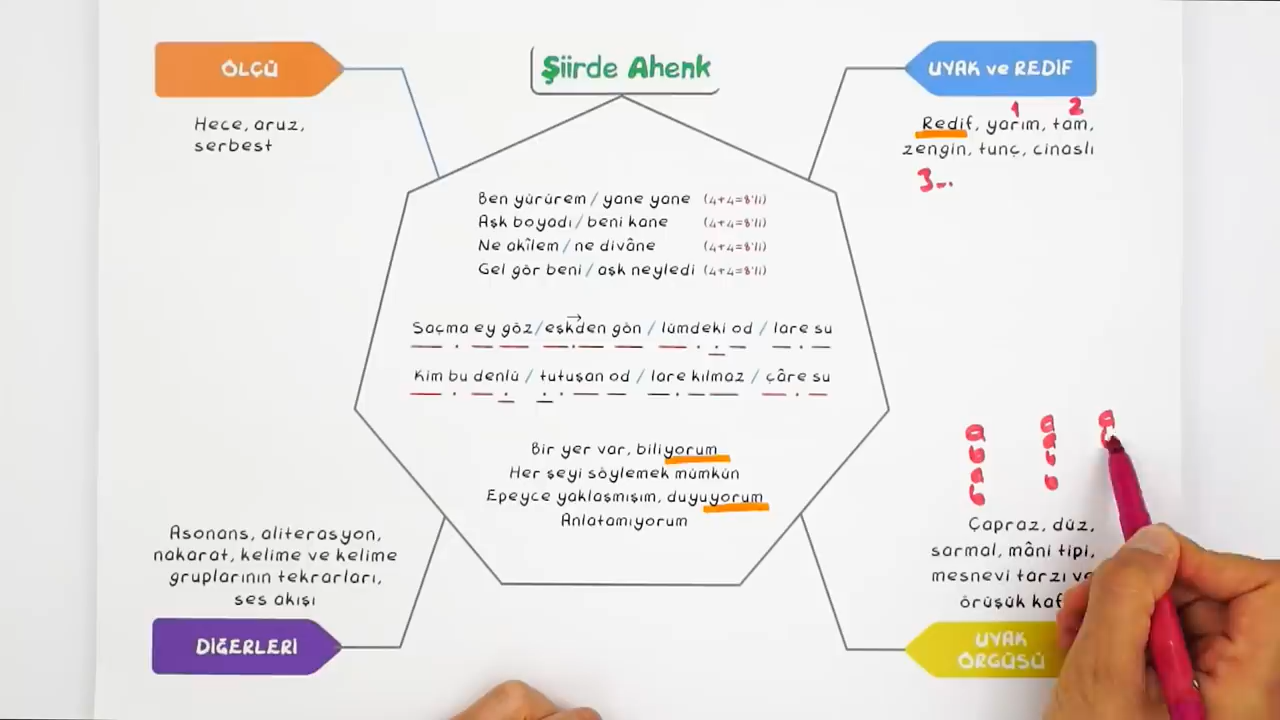 Şiirde Ahenk
ÖLÇÜ
Hece, aruz,
serbest
UYAK ve REDİF
1 2
Redif, yarım, tam,
zengin, tunç, cinaslı
3...
Ben yürürem / yane yane (4+4=8'li)
Aşk boyadı / beni kane (4+4=8'li)
Ne akîlem / ne divâne (4+4=8'li)
Gel gör beni / aşk neyledi (4+4=8'li)
Saçma ey göz / eşkden gön / lümdeki od / lare su
Kim bu denlü / tutuşan od / lare kılmaz / çâre su
Bir yer var, biliyorum
Her şeyi söylemek mümkün
Epeyce yaklaşmışım, duyuyorum
Anlatamıyorum
Asonans, aliterasyon,
nakarat, kelime ve kelime
gruplarının tekrarları,
ses akışı
DİĞERLERİ
a
b
a
b
a
a
b
b
a
Çapraz, düz,
sarmal, mâni tipi,
mesnevi tarzı ve
örüşük
UYAK
ÖRGÜSÜ